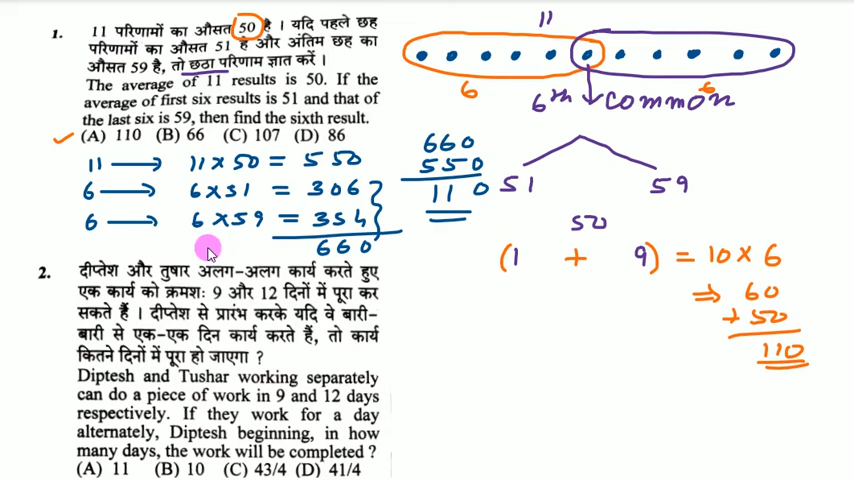 1. 11 परिणामों का औसत 50 है । यदि पहले छह
परिणामों का औसत 51 है और अंतिम छह का
औसत 59 है, तो छठा परिणाम ज्ञात करें ।
The average of 11 results is 50. If the
average of first six results is 51 and that of
the last six is 59, then find the sixth result.
(A) 110 (B) 66 (C) 107 (D) 86
11 → 11 × 50 = 550
6 → 6 × 51 = 306
6 → 6 × 59 = 354
660
660
550
110
11
6
6
6th common
51 59
50
(1 + 9) = 10 × 6
⇒ 60
+ 50
110
2. दीप्तेश और तुषार अलग-अलग कार्य करते हुए
एक कार्य को क्रमशः 9 और 12 दिनों में पूरा कर
सकते हैं । दीप्तेश से प्रारंभ करके यदि वे बारी-
बारी से एक-एक दिन कार्य करते हैं, तो कार्य
कितने दिनों में पूरा हो जाएगा ?
Diptesh and Tushar working separately
can do a piece of work in 9 and 12 days
respectively. If they work for a day
alternately, Diptesh beginning, in how
many days, the work will be completed ?
(A) 11 (B) 10 (C) 43/4 (D) 41/4